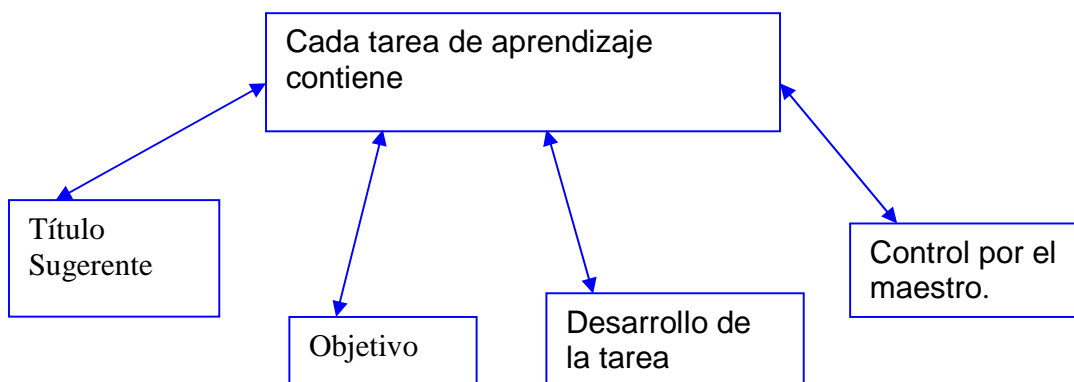 Cada tarea de aprendizaje
contiene
Título
Sugerente
Objetivo
Desarrollo de
la tarea
Control por el
maestro.